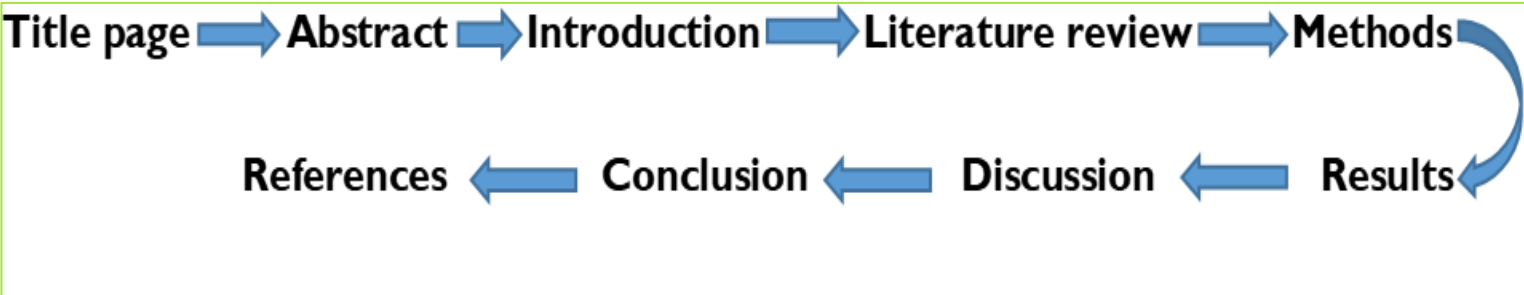 Title page Abstract Introduction Literature review Methods
References Conclusion Discussion Results